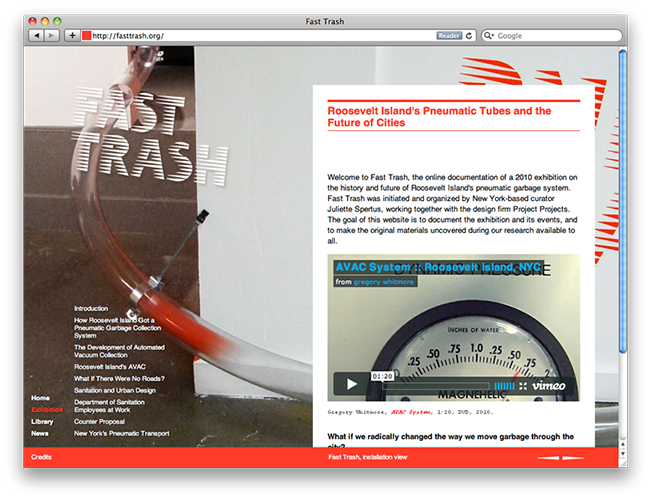 Fast Trash
http://fasttrash.org/
Reader
Google
FAST
TRASH
Roosevelt Island's Pneumatic Tubes and the
Future of Cities
Welcome to Fast Trash, the online documentation of a 2010 exhibition on
the history and future of Roosevelt Island's pneumatic garbage system.
Fast Trash was initiated and organized by New York-based curator
Juliette Spertus, working together with the design firm Project Projects.
The goal of this website is to document the exhibition and its events, and
to make the original materials uncovered during our research available to
all.
AVAC System - Roosevelt Island, NYC
from gregory whitmore
PRESSURE
INCHES OF WATER
.25 .50 .75 1.0 .25 .50 .75
01:20
vimeo
MAGNEHELIC
Gregory Whitmore, AVAC System, 1:20, DVD, 2010.
What if we radically changed the way we move garbage through the
city?
Introduction
How Roosevelt Island Got a
Pneumatic Garbage Collection
System
The Development of Automated
Vacuum Collection
Roosevelt Island's AVAC
What If There Were No Roads?
Sanitation and Urban Design
Department of Sanitation
Employees at Work
Counter Proposal
New York's Pneumatic Transport
Home
Exhibition
Library
News
Credits
Fast Trash, installation view